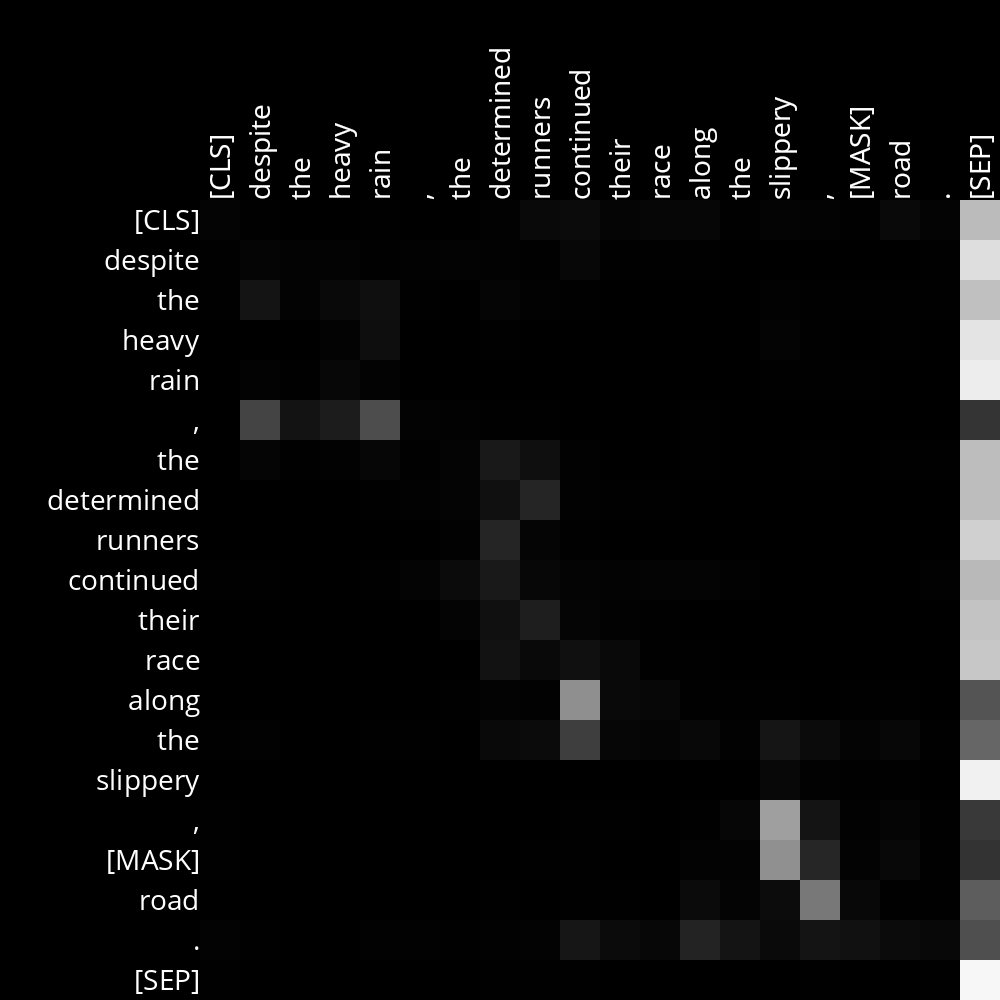 [CLS] despite the heavy rain , the determined runners continued their race along the slippery , [MASK] road . [SEP]
[CLS]
despite
the
heavy
rain
,
the
determined
runners
continued
their
race
along
the
slippery
,
[MASK]
road
.
[SEP]